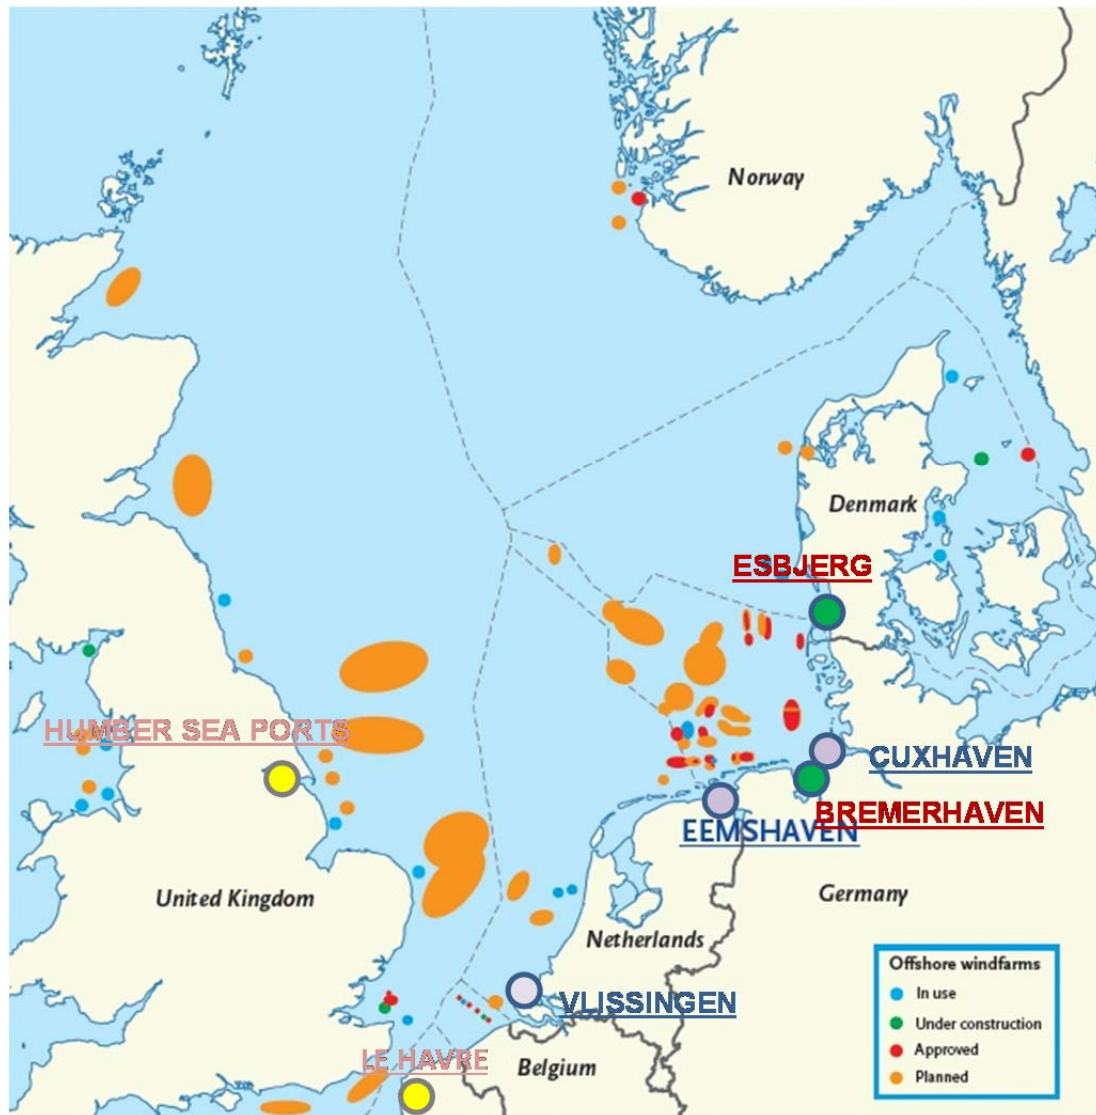 Norway
Denmark
ESBJERG
HUMBER SEA PORTS
CUXHAVEN
BREMERHAVEN
EEMSHAVEN
United Kingdom
Germany
Netherlands
Offshore windfarms
In use
Under construction
Approved
Planned
VLISSINGEN
LE HAVRE
Belgium